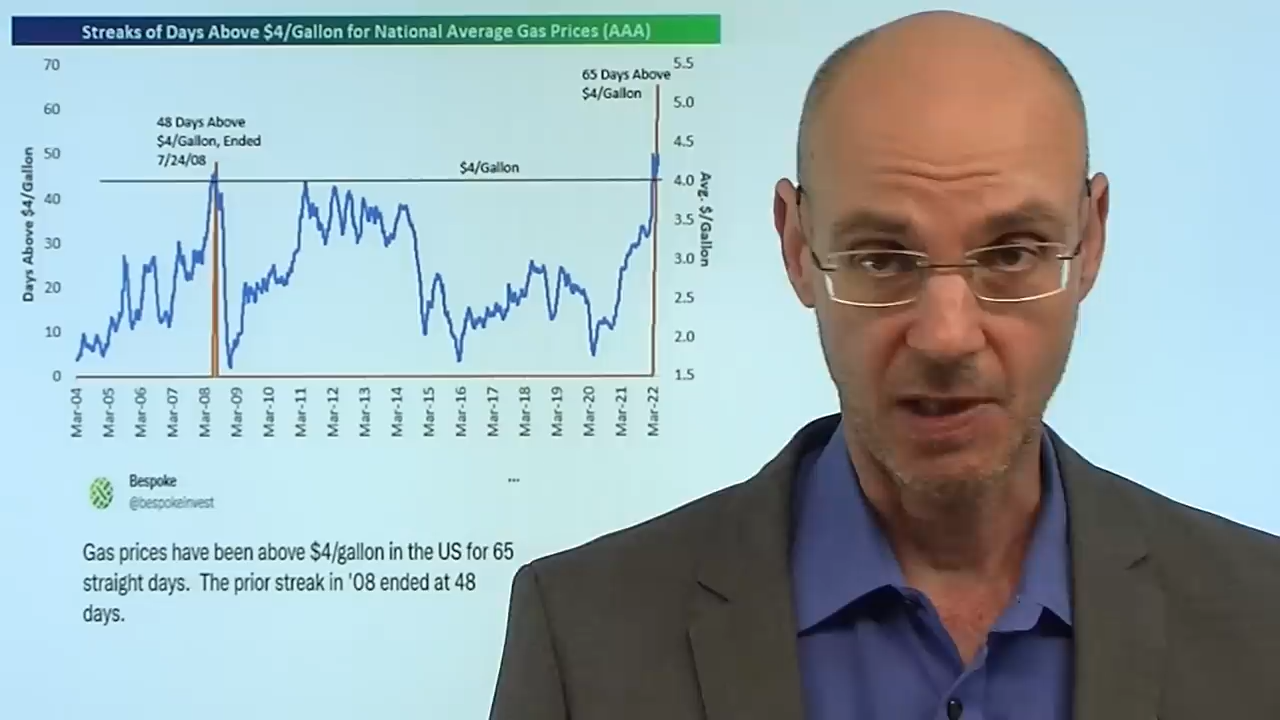 Streaks of Days Above $4/Gallon for National Average Gas Prices (AAA)
70
60
50
40
30
20
10
0
Days Above $4/Gallon
48 Days Above
$4/Gallon, Ended
7/24/08
$4/Gallon
65 Days Above
$4/Gallon
5.5
5.0
4.5
4.0
3.5
3.0
2.5
2.0
1.5
Avg. $/Gallon
Mar-04
Mar-05
Mar-06
Mar-07
Mar-08
Mar-09
Mar-10
Mar-11
Mar-12
Mar-13
Mar-14
Mar-15
Mar-16
Mar-17
Mar-18
Mar-19
Mar-20
Mar-21
Mar-22
Bespoke
...
@bespokeinvest
Gas prices have been above $4/gallon in the US for 65
straight days. The prior streak in '08 ended at 48
days.